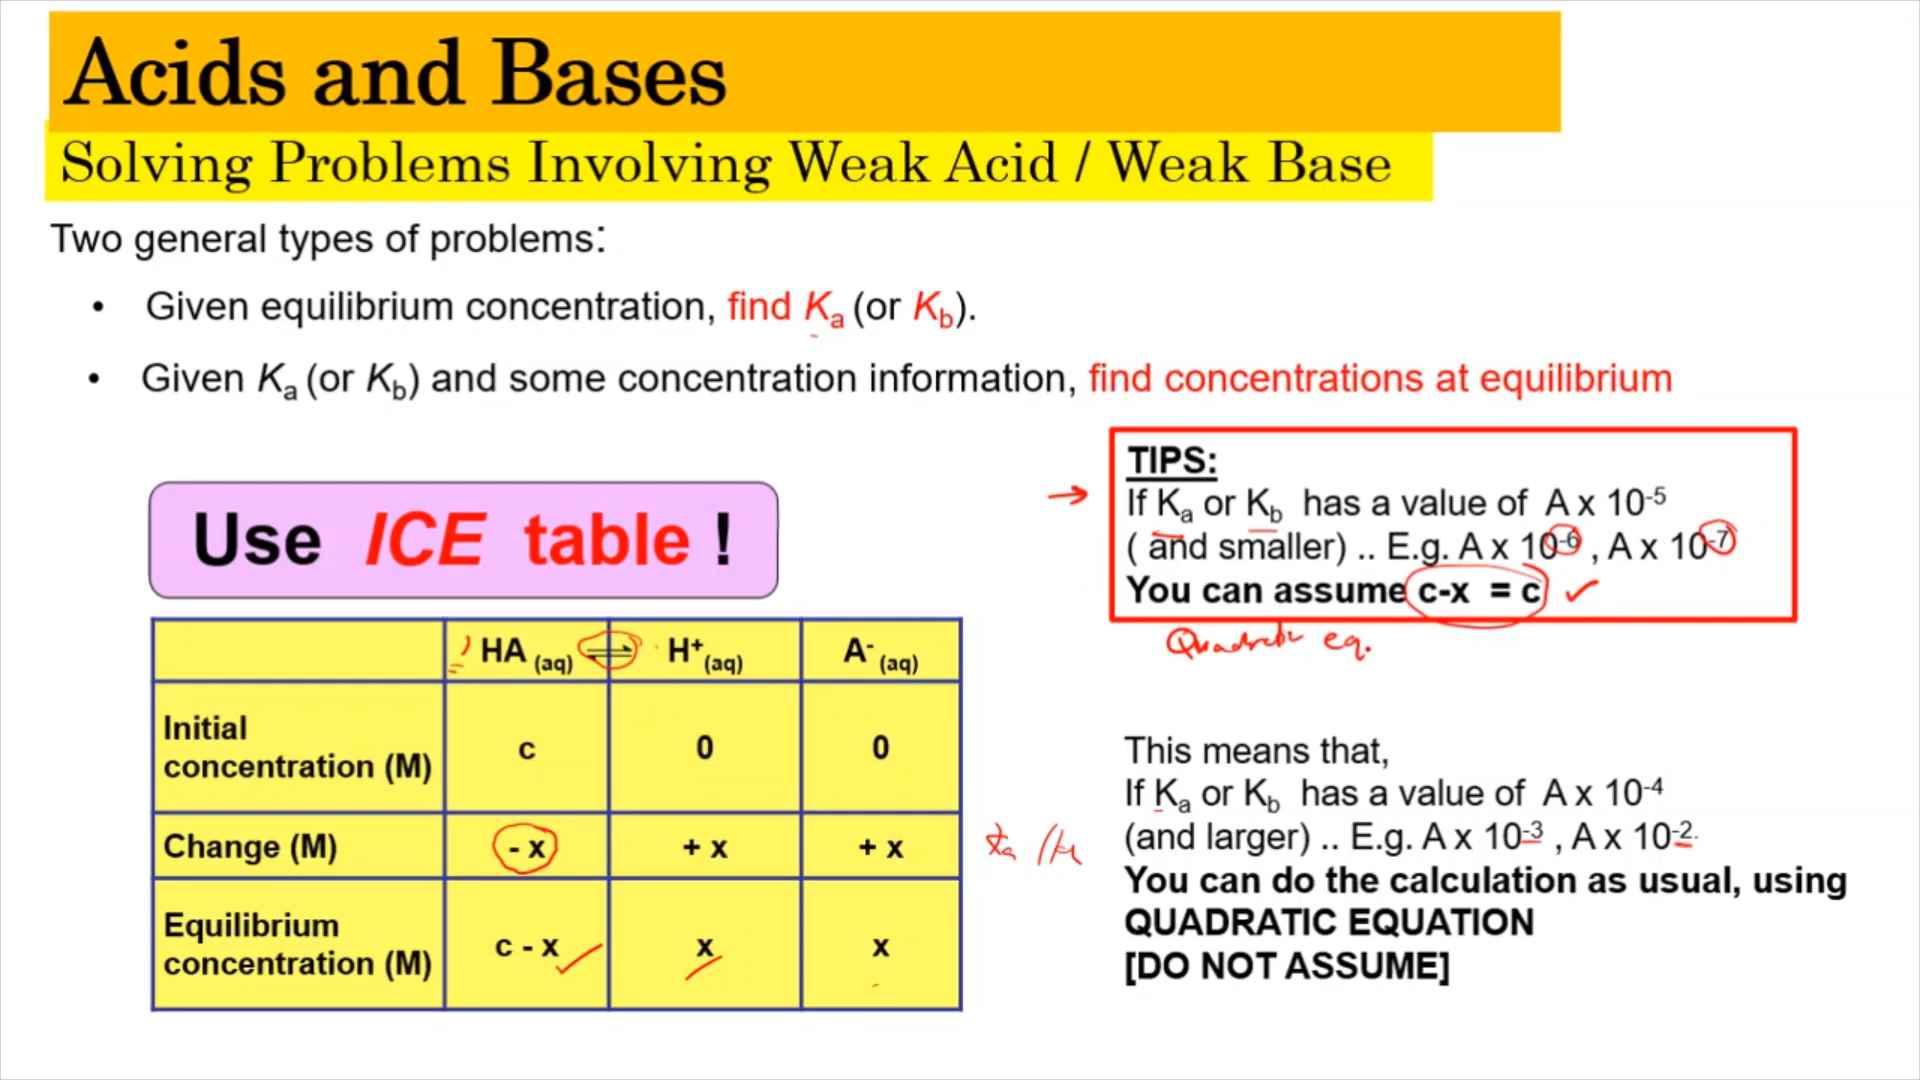 Acids and Bases
Solving Problems Involving Weak Acid / Weak Base
Two general types of problems:
• Given equilibrium concentration, find Ka (or Kb).
• Given Ka (or Kb) and some concentration information, find concentrations at equilibrium
Use ICE table !
TIPS:
If Ka or Kb has a value of A x 10-5
( and smaller) .. E.g. A x 10-6 , A x 10-7
You can assume c-x = c
Quadratic eq.
HA (aq) ⇌ H+(aq) A- (aq)
Initial concentration (M) c 0 0
Change (M) - x + x + x
Equilibrium concentration (M) c - x x x
This means that,
If Ka or Kb has a value of A x 10-4
(and larger) .. E.g. A x 10-3 , A x 10-2.
You can do the calculation as usual, using
QUADRATIC EQUATION
[DO NOT ASSUME]